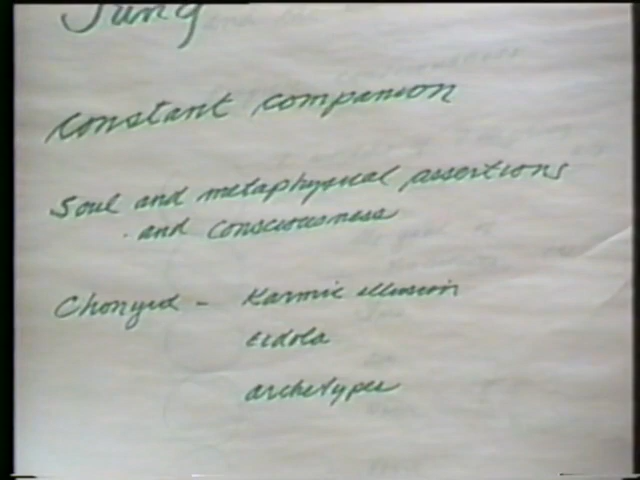 Jung
Constant companion
Soul and metaphysical assertions
and Consciousness
Chonyid - Karmic illusion
Eidola
archetypes